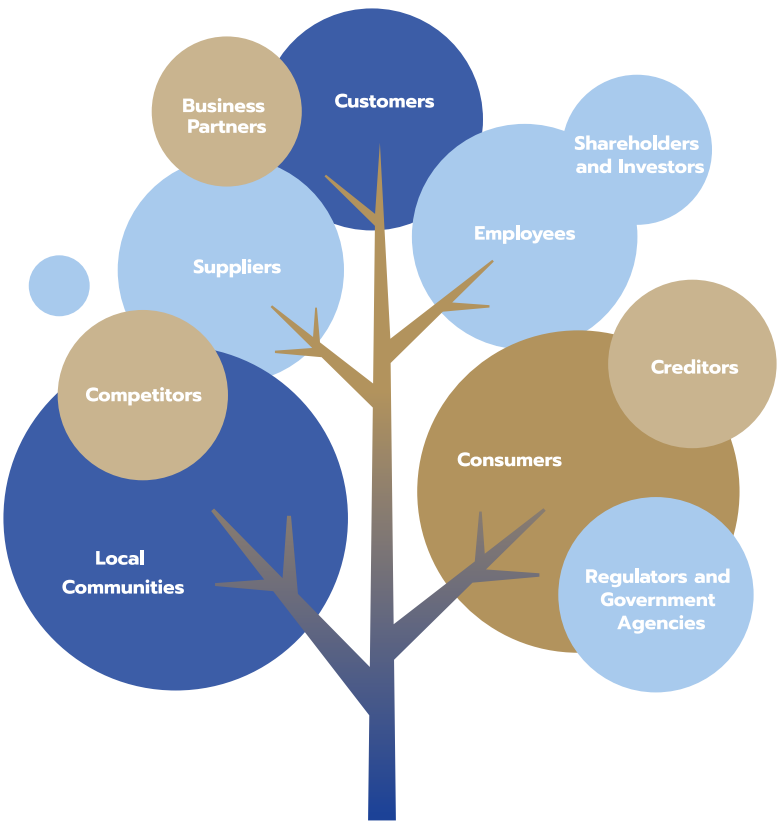 Business
Partners
Customers
Shareholders
and Investors
Employees
Suppliers
Creditors
Competitors
Consumers
Local
Communities
Regulators and
Government
Agencies